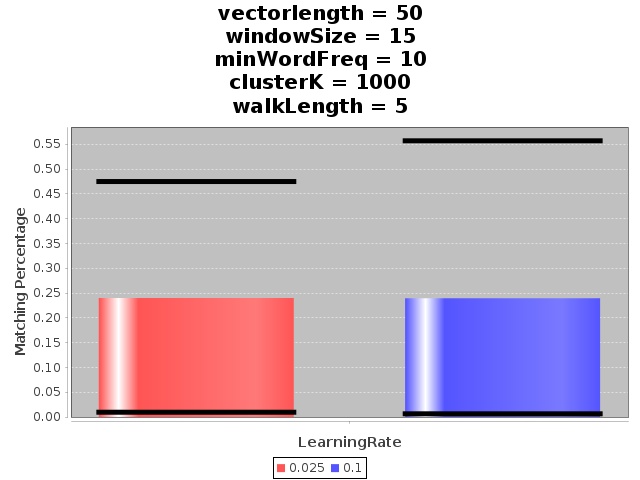 vectorlength = 50
windowSize = 15
minWordFreq = 10
clusterK = 1000
walkLength = 5
0.55
0.50
0.45
0.40
0.35
0.30
0.25
0.20
0.15
0.10
0.05
0.00
Matching Percentage
LearningRate
0.025 0.1